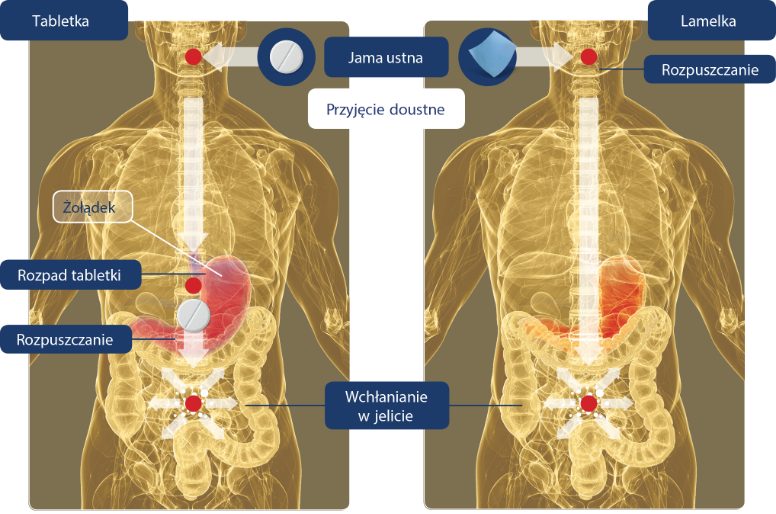 Tabletka
Lamelka
Jama ustna
Rozpuszczanie
Przyjęcie doustne
Żołądek
Rozpad tabletki
Rozpuszczanie
Wchłanianie
w jelicie